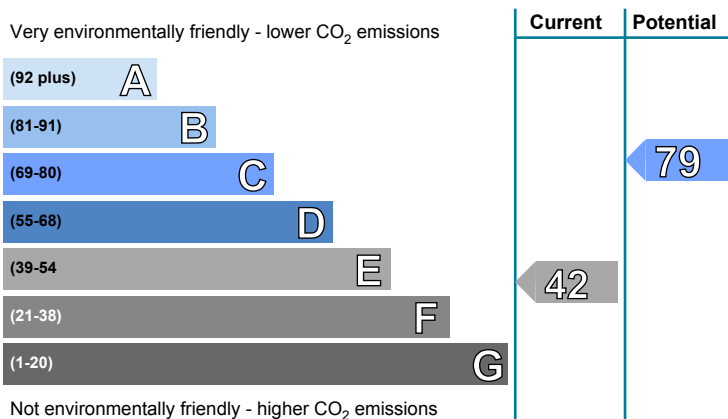 Current Potential
Very environmentally friendly - lower CO₂ emissions
(92 plus) A
(81-91) B
(69-80) C
79
(55-68) D
(39-54 E
42
(21-38) F
(1-20) G
Not environmentally friendly - higher CO₂ emissions